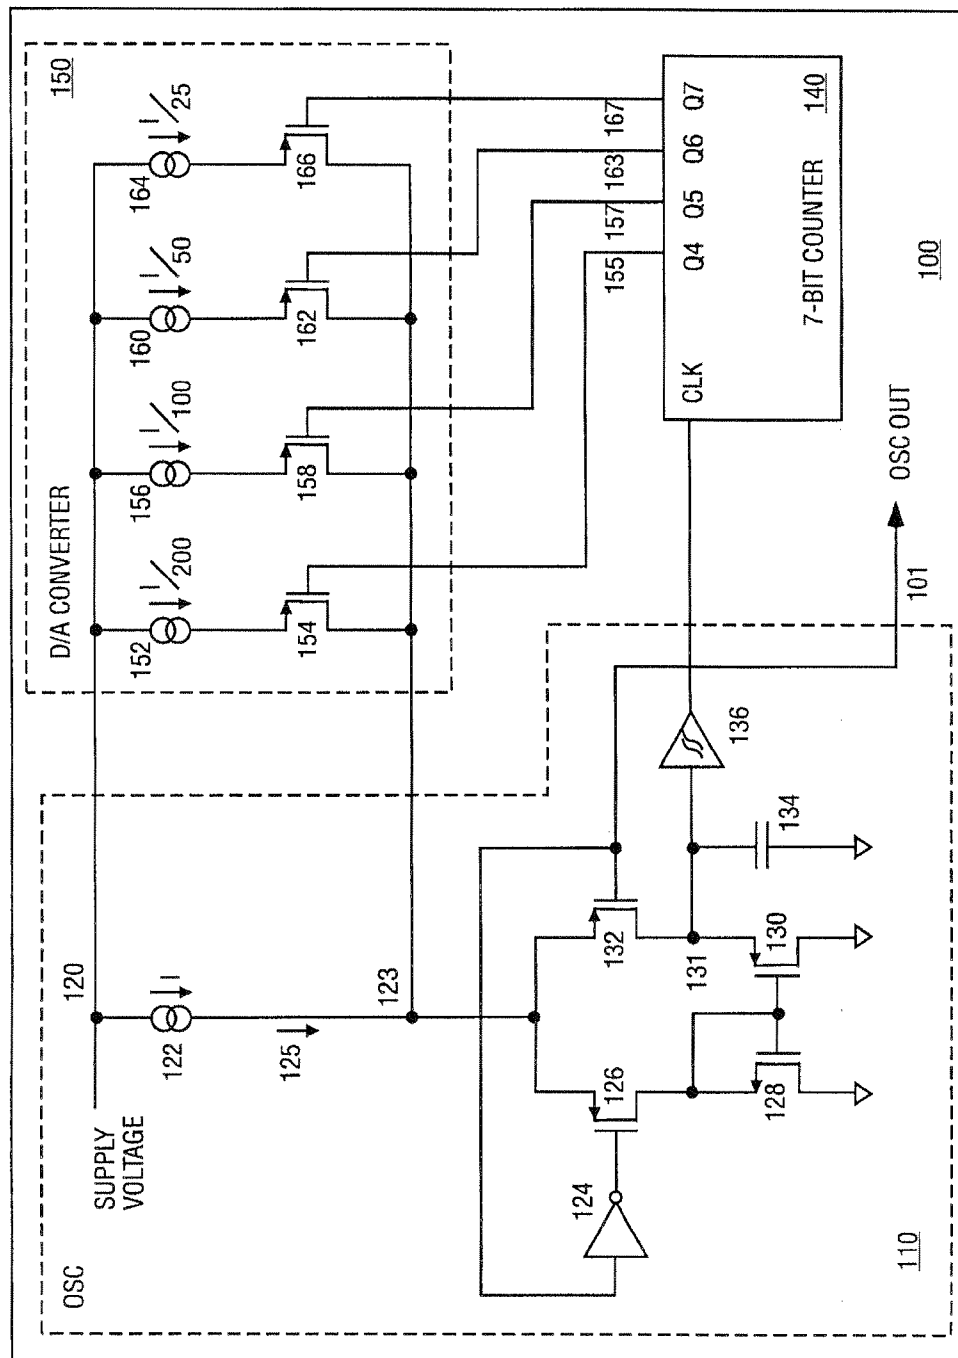 150
D/A CONVERTER
152
I/200
154
156
I/100
158
160
I/50
162
164
I/25
166
OSC
SUPPLY
VOLTAGE
120
122
I
125
123
124
126
132
128
130
131
134
136
110
155
157
163
167
CLK
Q4
Q5
Q6
Q7
7-BIT COUNTER
140
101
OSC OUT
100